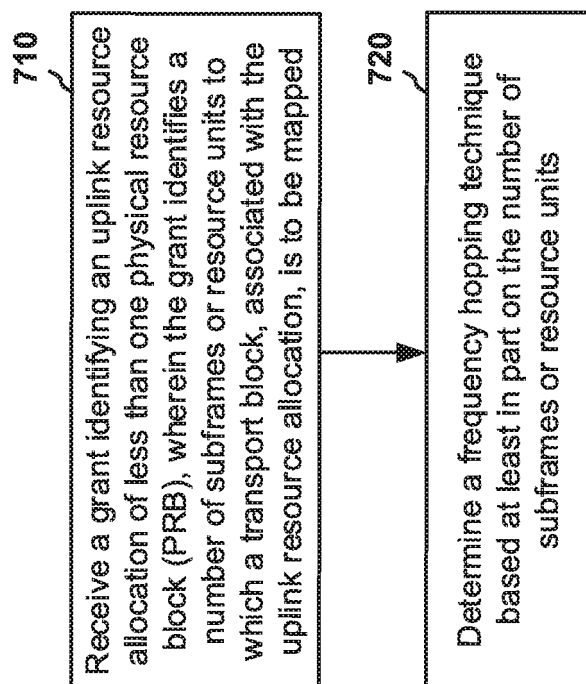 710
Receive a grant identifying an uplink resource
allocation of less than one physical resource
block (PRB), wherein the grant identifies a
number of subframes or resource units to
which a transport block, associated with the
uplink resource allocation, is to be mapped
720
Determine a frequency hopping technique
based at least in part on the number of
subframes or resource units